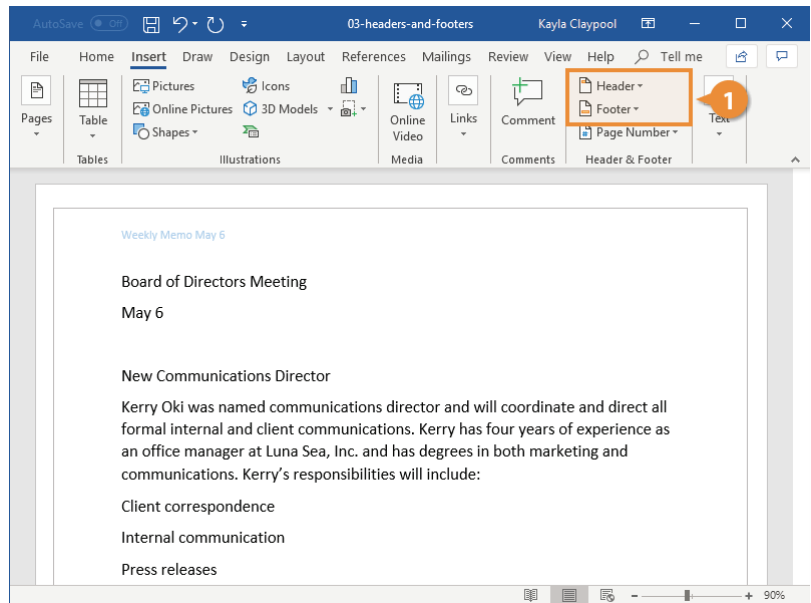 AutoSave Off 03-headers-and-footers Kayla Claypool
File Home Insert Draw Design Layout References Mailings Review View Help Tell me
Pages
Tables
Table
Pictures
Online Pictures
Shapes
Icons
3D Models
Illustrations
Online
Video
Media
Links
Comment
Comments
Header
Footer
Page Number
Header & Footer
1
Text
Weekly Memo May 6
Board of Directors Meeting
May 6
New Communications Director
Kerry Oki was named communications director and will coordinate and direct all
formal internal and client communications. Kerry has four years of experience as
an office manager at Luna Sea, Inc. and has degrees in both marketing and
communications. Kerry's responsibilities will include:
Client correspondence
Internal communication
Press releases
90%